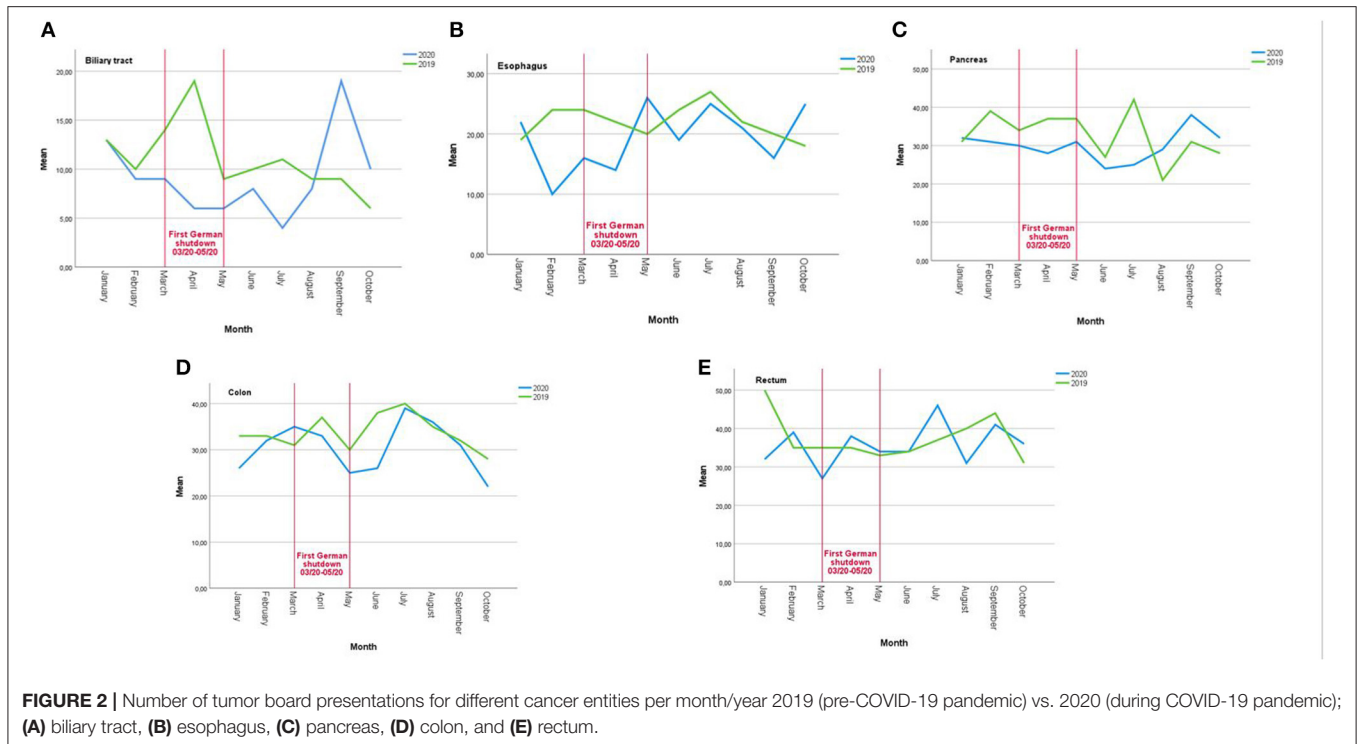 A
Biliary tract
2020
2019
20,00
15,00
10,00
5,00
0,00
Mean
First German
shutdown
03/20-05/20
January
February
March
April
May
June
July
August
September
October
Month
B
Esophagus
2020
2019
30,00
20,00
10,00
0,00
Mean
First German
shutdown
03/20-05/20
January
February
March
April
May
June
July
August
September
October
Month
C
Pancreas
2020
2019
50,00
40,00
30,00
20,00
10,00
0,00
Mean
First German
shutdown
03/20-05/20
January
February
March
April
May
June
July
August
September
October
Month
D
Colon
2020
2019
40,00
30,00
20,00
10,00
0,00
Mean
First German
shutdown
03/20-05/20
January
February
March
April
May
June
July
August
September
October
Month
E
Rectum
2020
2019
50,00
40,00
30,00
20,00
10,00
0,00
Mean
First German
shutdown
03/20-05/20
January
February
March
April
May
June
July
August
September
October
Month
FIGURE 2 | Number of tumor board presentations for different cancer entities per month/year 2019 (pre-COVID-19 pandemic) vs. 2020 (during COVID-19 pandemic);
(A) biliary tract, (B) esophagus, (C) pancreas, (D) colon, and (E) rectum.